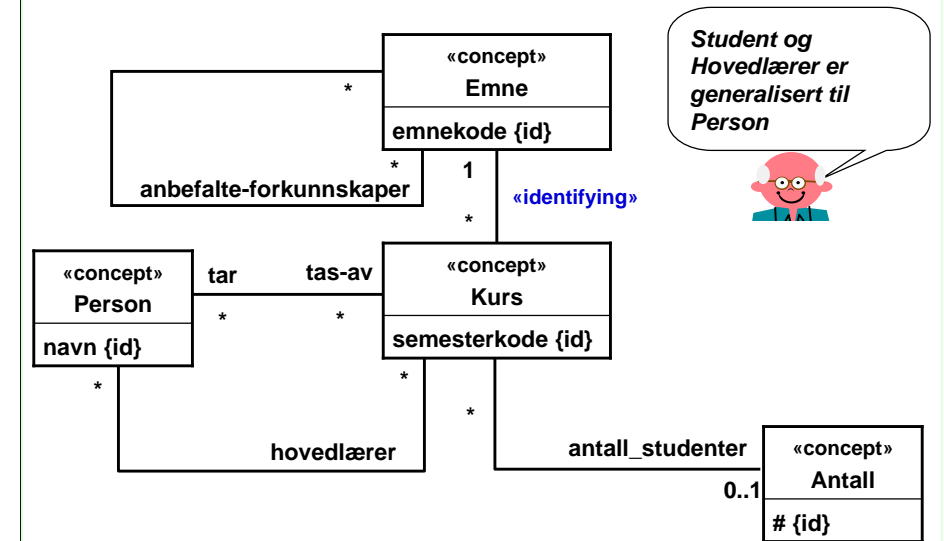 Student og
Hovedlærer er
generalisert til
Person
«concept»
Emne
emnekode {id}
*
*
anbefalte-forkunnskaper
1
«identifying»
*
«concept»
Person
navn {id}
tar
tas-av
*
*
«concept»
Kurs
semesterkode {id}
*
*
hovedlærer
*
antall_studenter
0..1
«concept»
Antall
# {id}